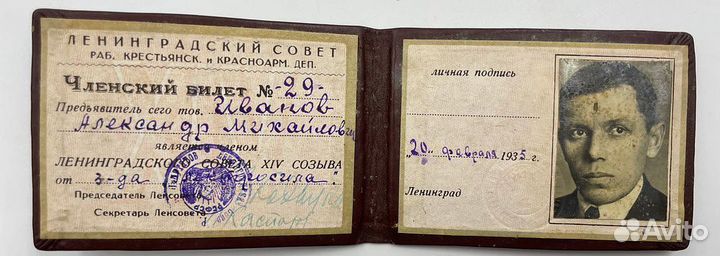 ЛЕНИНГРАДСКИЙ СОВЕТ
РАБ. КРЕСТЬЯНСК. и КРАСНОАРМ. ДЕП.
Членский билет № -29-
Предъявитель сего тов. Иванов
Александр Михайлович
является членом
ЛЕНИНГРАДСКОГО СОВЕТА XIV СОЗЫВА
от з-да
Председатель Ленсовета
Секретарь Ленсовета
личная подпись
„20" февраля 1935 г.
Ленинград
Avito